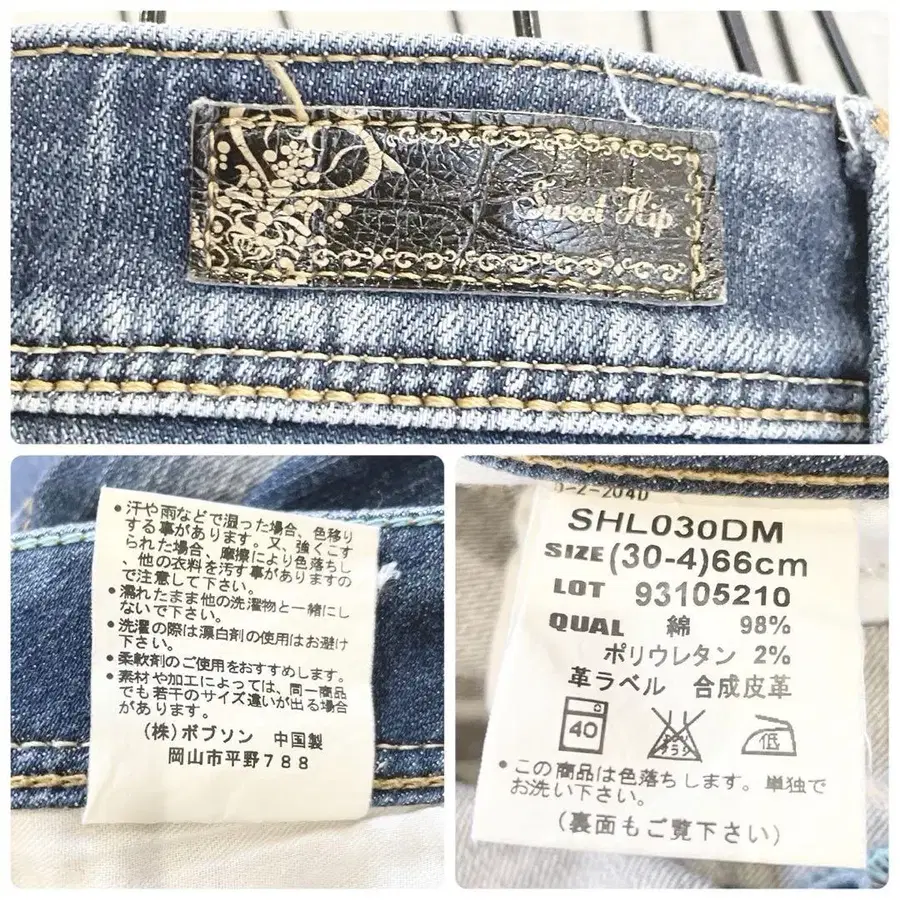 Sweet Hip
• 汗や雨などで湿った場合、色移り
する事があります。又、強くこす
られた場合、摩擦により色落ちし
、他の衣料を汚す事がありますの
で注意して下さい。
• 濡れたまま他の洗濯物と一緒にし
ないで下さい。
• 洗濯の際は漂白剤の使用はお避け
下さい。
• 柔軟剤のご使用をおすすめします。
• 素材や加工によっては、同一商品
でも若干のサイズ違いが出る場合
があります。
(株)ボブソン 中国製
岡山市平野788
SHL030DM
SIZE (30-4)66cm
LOT 93105210
QUAL 綿 98%
ポリウレタン 2%
革ラベル 合成皮革
40 エンソサラシ 低
• この商品は色落ちします。単独で
お洗い下さい。
(裏面もご覧下さい)